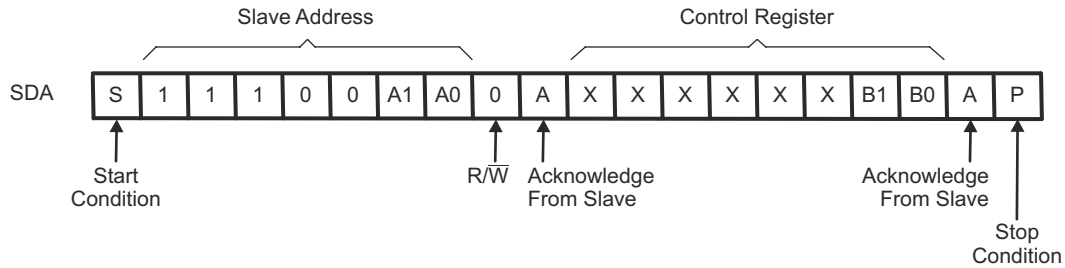 Slave Address Control Register
SDA S 1 1 1 0 0 A1 A0 0 A X X X X X X B1 B0 A P
Start Condition
R/W̅
Acknowledge From Slave
Acknowledge From Slave
Stop Condition